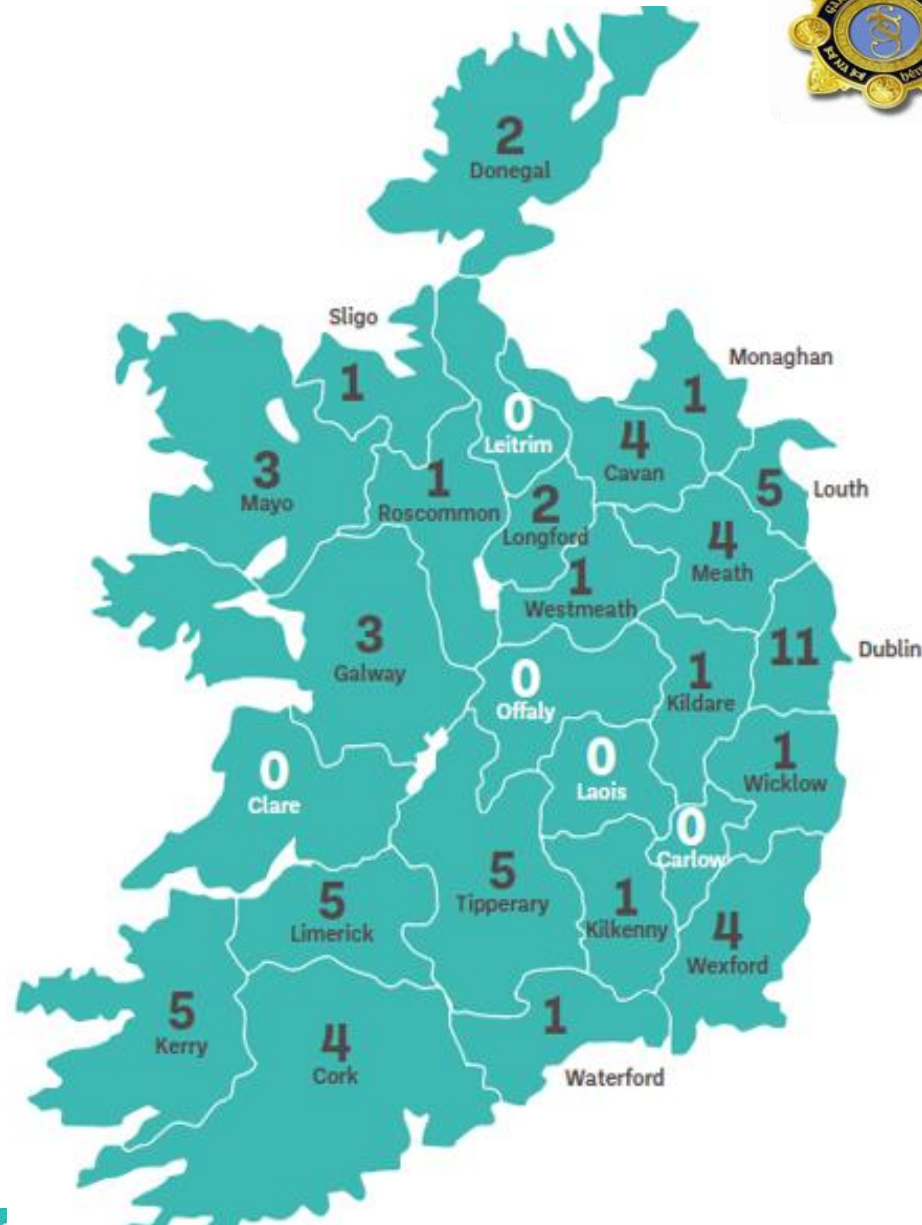 2
Donegal
Sligo
1
Monaghan
1
0
Leitrim
4
Cavan
3
Mayo
1
Roscommon
2
Longford
5
Louth
4
Meath
1
Westmeath
3
Galway
11
Dublin
0
Offaly
1
Kildare
0
Clare
0
Laois
1
Wicklow
0
Carlow
5
Tipperary
5
Limerick
1
Kilkenny
4
Wexford
5
Kerry
4
Cork
1
Waterford